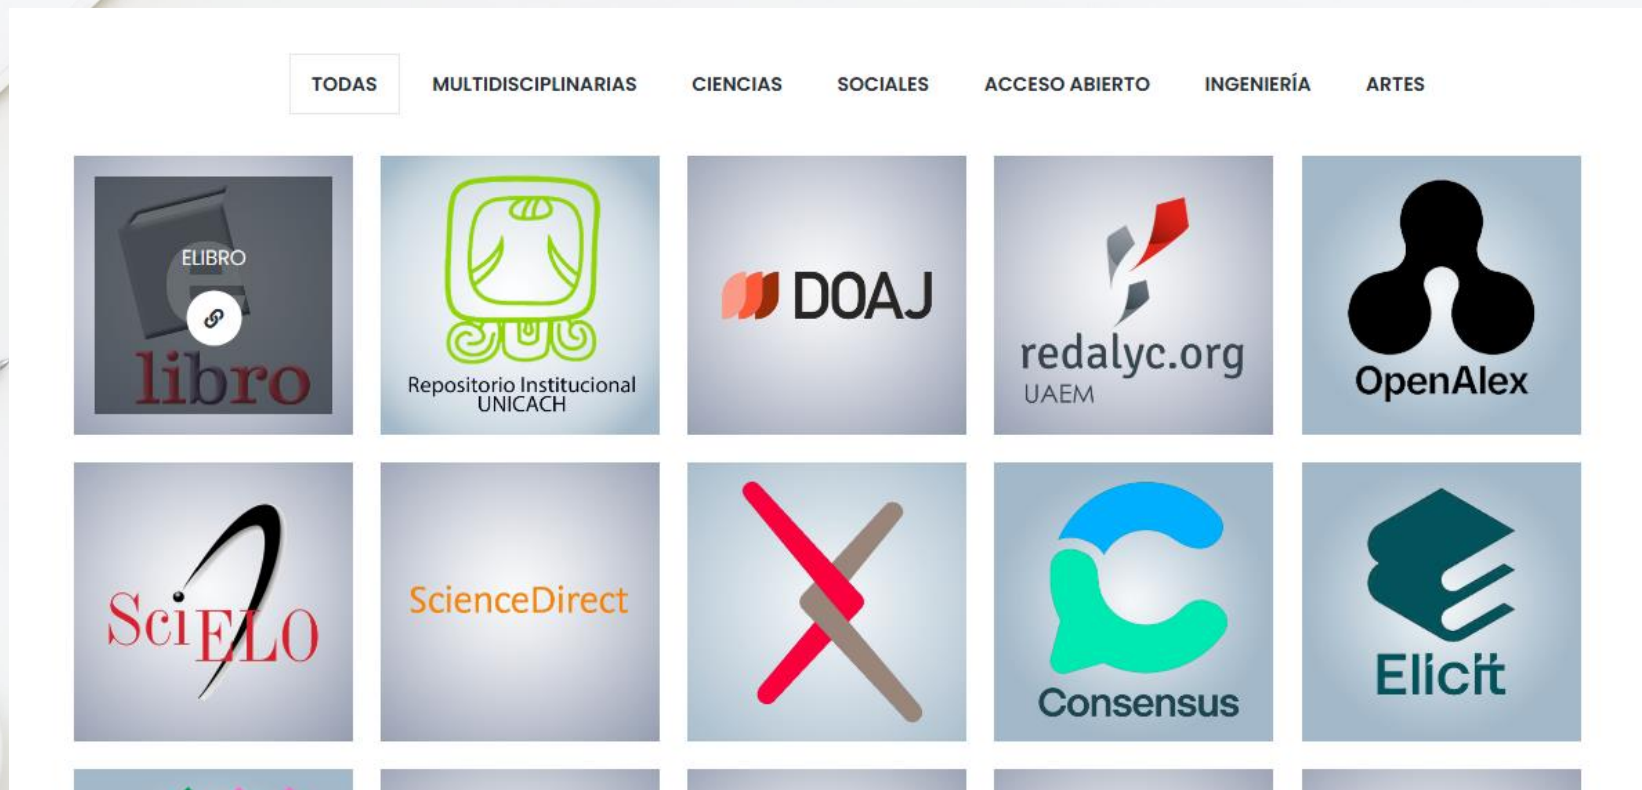 TODAS
MULTIDISCIPLINARIAS
CIENCIAS
SOCIALES
ACCESO ABIERTO
INGENIERÍA
ARTES
ELIBRO
e
libro
Repositorio Institucional
UNICACH
DOAJ
redalyc.org
UAEM
OpenAlex
SciELO
ScienceDirect
Consensus
Elicit